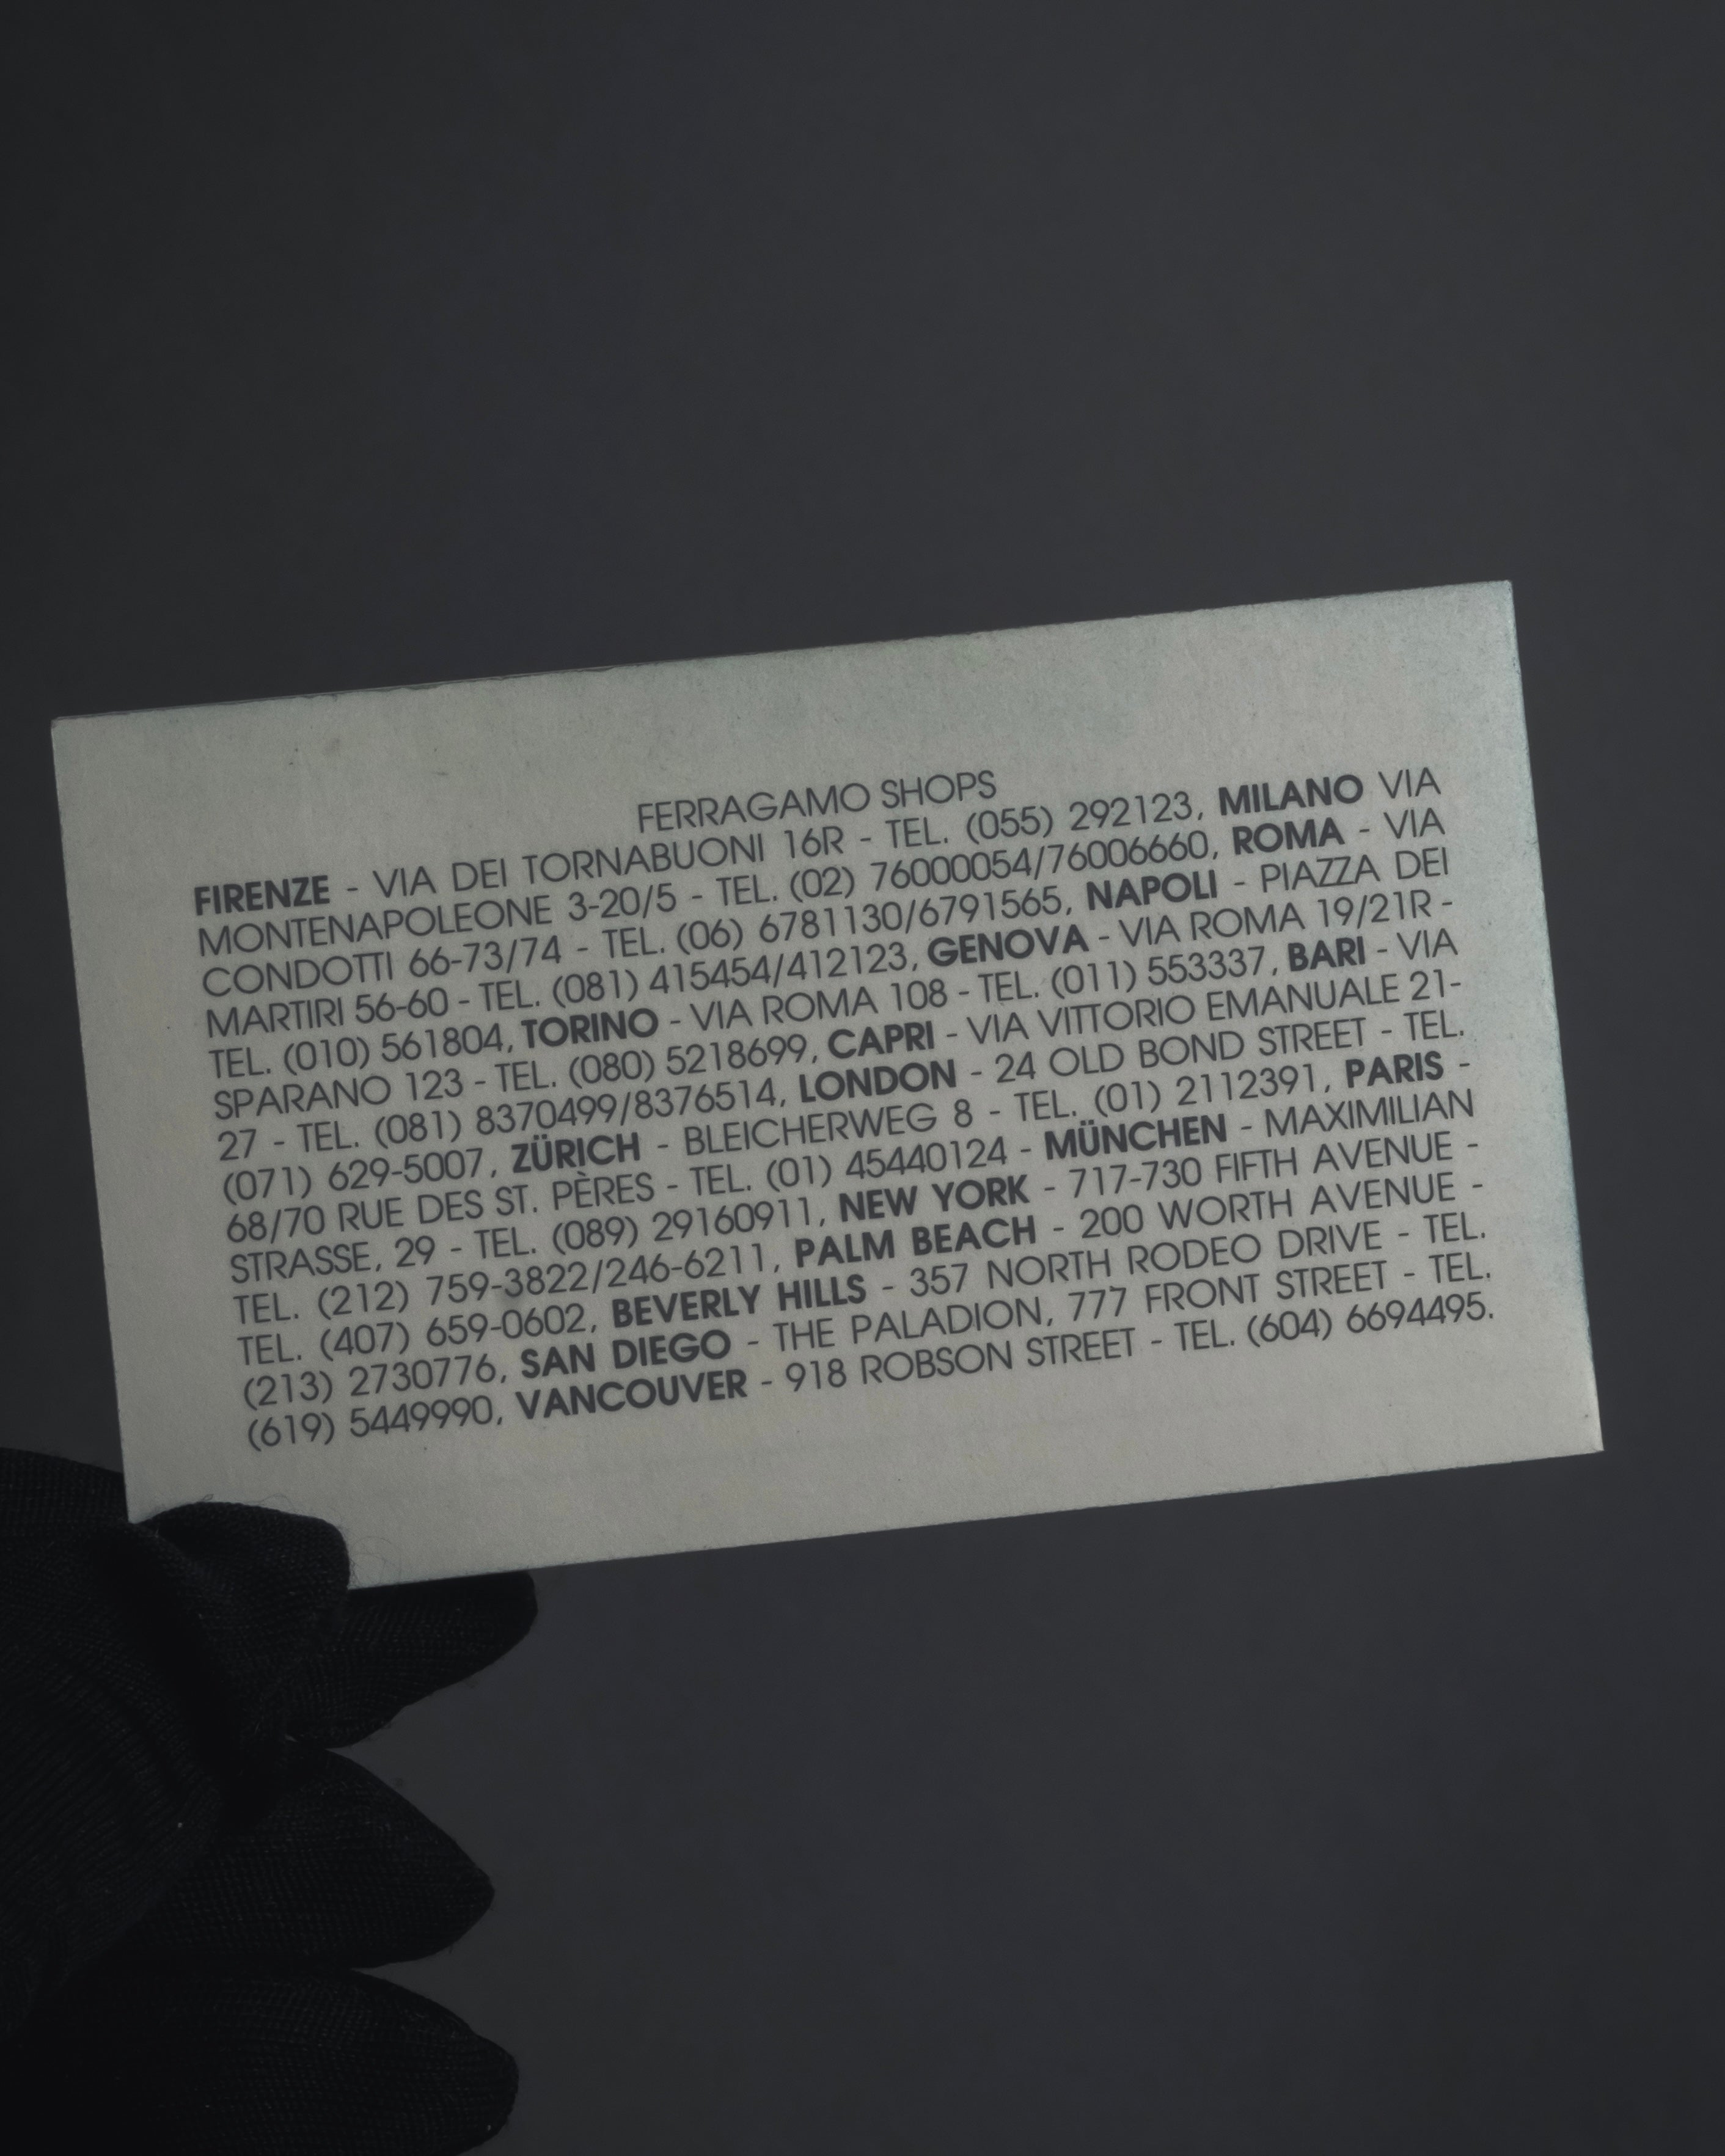 FERRAGAMO SHOPS
FIRENZE - VIA DEI TORNABUONI 16R - TEL. (055) 292123, MILANO VIA
MONTENAPOLEONE 3-20/5 - TEL. (02) 76000054/76006660, ROMA - VIA
CONDOTTI 66-73/74 - TEL. (06) 6781130/6791565, NAPOLI - PIAZZA DEI
MARTIRI 56-60 - TEL. (081) 415454/412123, GENOVA - VIA ROMA 19/21R -
TEL. (010) 561804, TORINO - VIA ROMA 108 - TEL. (011) 553337, BARI - VIA
SPARANO 123 - TEL. (080) 5218699, CAPRI - VIA VITTORIO EMANUALE 21-
27 - TEL. (081) 8370499/8376514, LONDON - 24 OLD BOND STREET - TEL.
(071) 629-5007, ZÜRICH - BLEICHERWEG 8 - TEL. (01) 2112391, PARIS -
68/70 RUE DES ST. PÈRES - TEL. (01) 45440124 - MÜNCHEN - MAXIMILIAN
STRASSE, 29 - TEL. (089) 29160911, NEW YORK - 717-730 FIFTH AVENUE -
TEL. (212) 759-3822/246-6211, PALM BEACH - 200 WORTH AVENUE -
TEL. (407) 659-0602, BEVERLY HILLS - 357 NORTH RODEO DRIVE - TEL.
(213) 2730776, SAN DIEGO - THE PALADION, 777 FRONT STREET - TEL.
(619) 5449990, VANCOUVER - 918 ROBSON STREET - TEL. (604) 6694495.